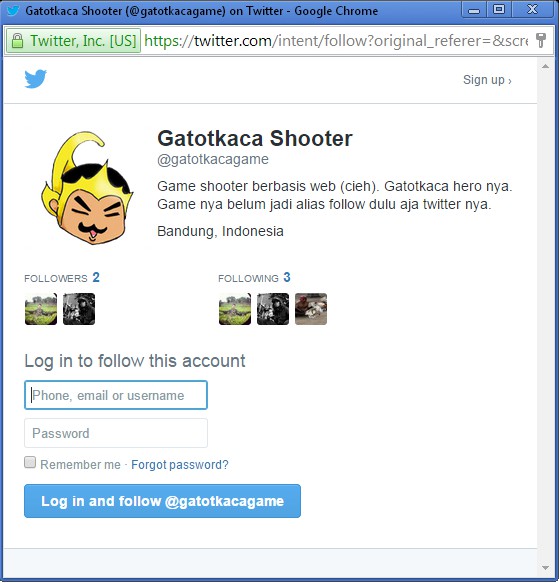 Gatotkaca Shooter (@gatotkacagame) on Twitter - Google Chrome
Twitter, Inc. [US] https://twitter.com/intent/follow?original_referer=&scre
Sign up ›
Gatotkaca Shooter
@gatotkacagame
Game shooter berbasis web (cieh). Gatotkaca hero nya.
Game nya belum jadi alias follow dulu aja twitter nya.
Bandung, Indonesia
FOLLOWERS 2
FOLLOWING 3
Log in to follow this account
Phone, email or username
Password
Remember me · Forgot password?
Log in and follow @gatotkacagame